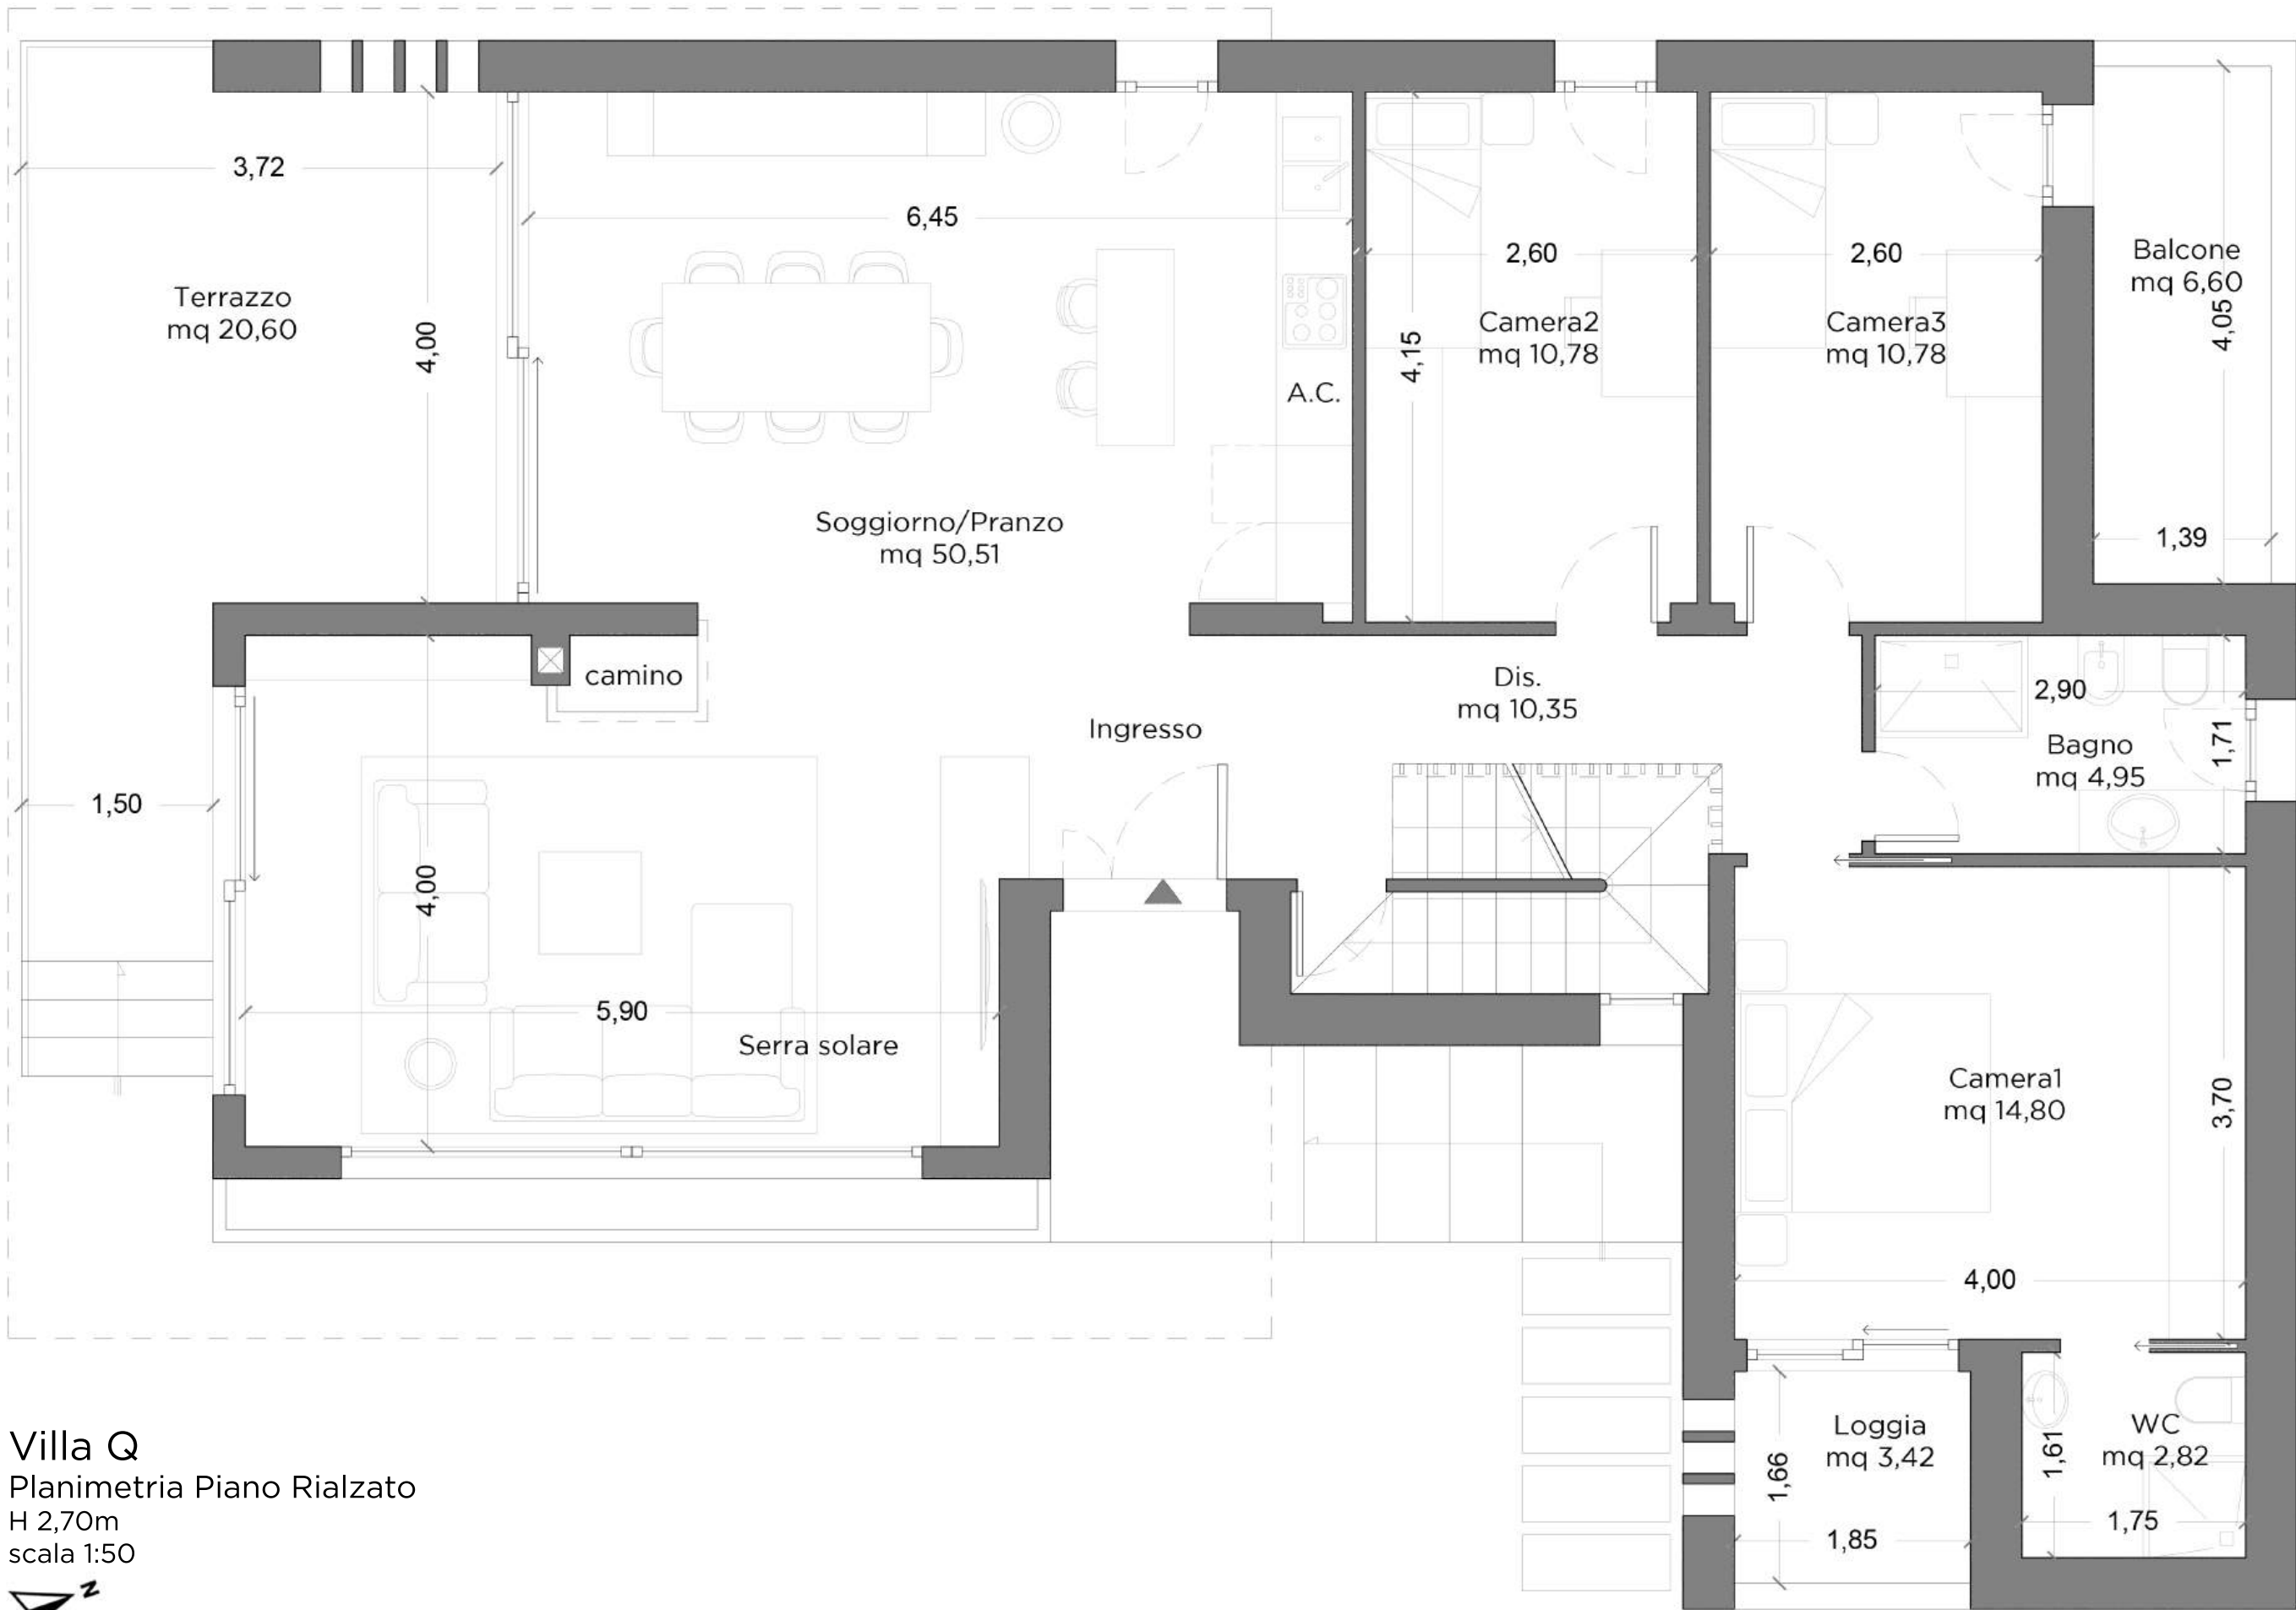 3,72
6,45
Terrazzo
mq 20,60
4,00
A.C.
Soggiorno/Pranzo
mq 50,51
2,60
Camera2
mq 10,78
4,15
2,60
Camera3
mq 10,78
Balcone
mq 6,60
4,05
1,39
camino
Ingresso
Dis.
mq 10,35
2,90
Bagno
mq 4,95
1,71
1,50
4,00
5,90
Serra solare
Camera1
mq 14,80
3,70
4,00
Loggia
mq 3,42
1,66
1,85
WC
mq 2,82
1,61
1,75
Villa Q
Planimetria Piano Rialzato
H 2,70m
scala 1:50
N